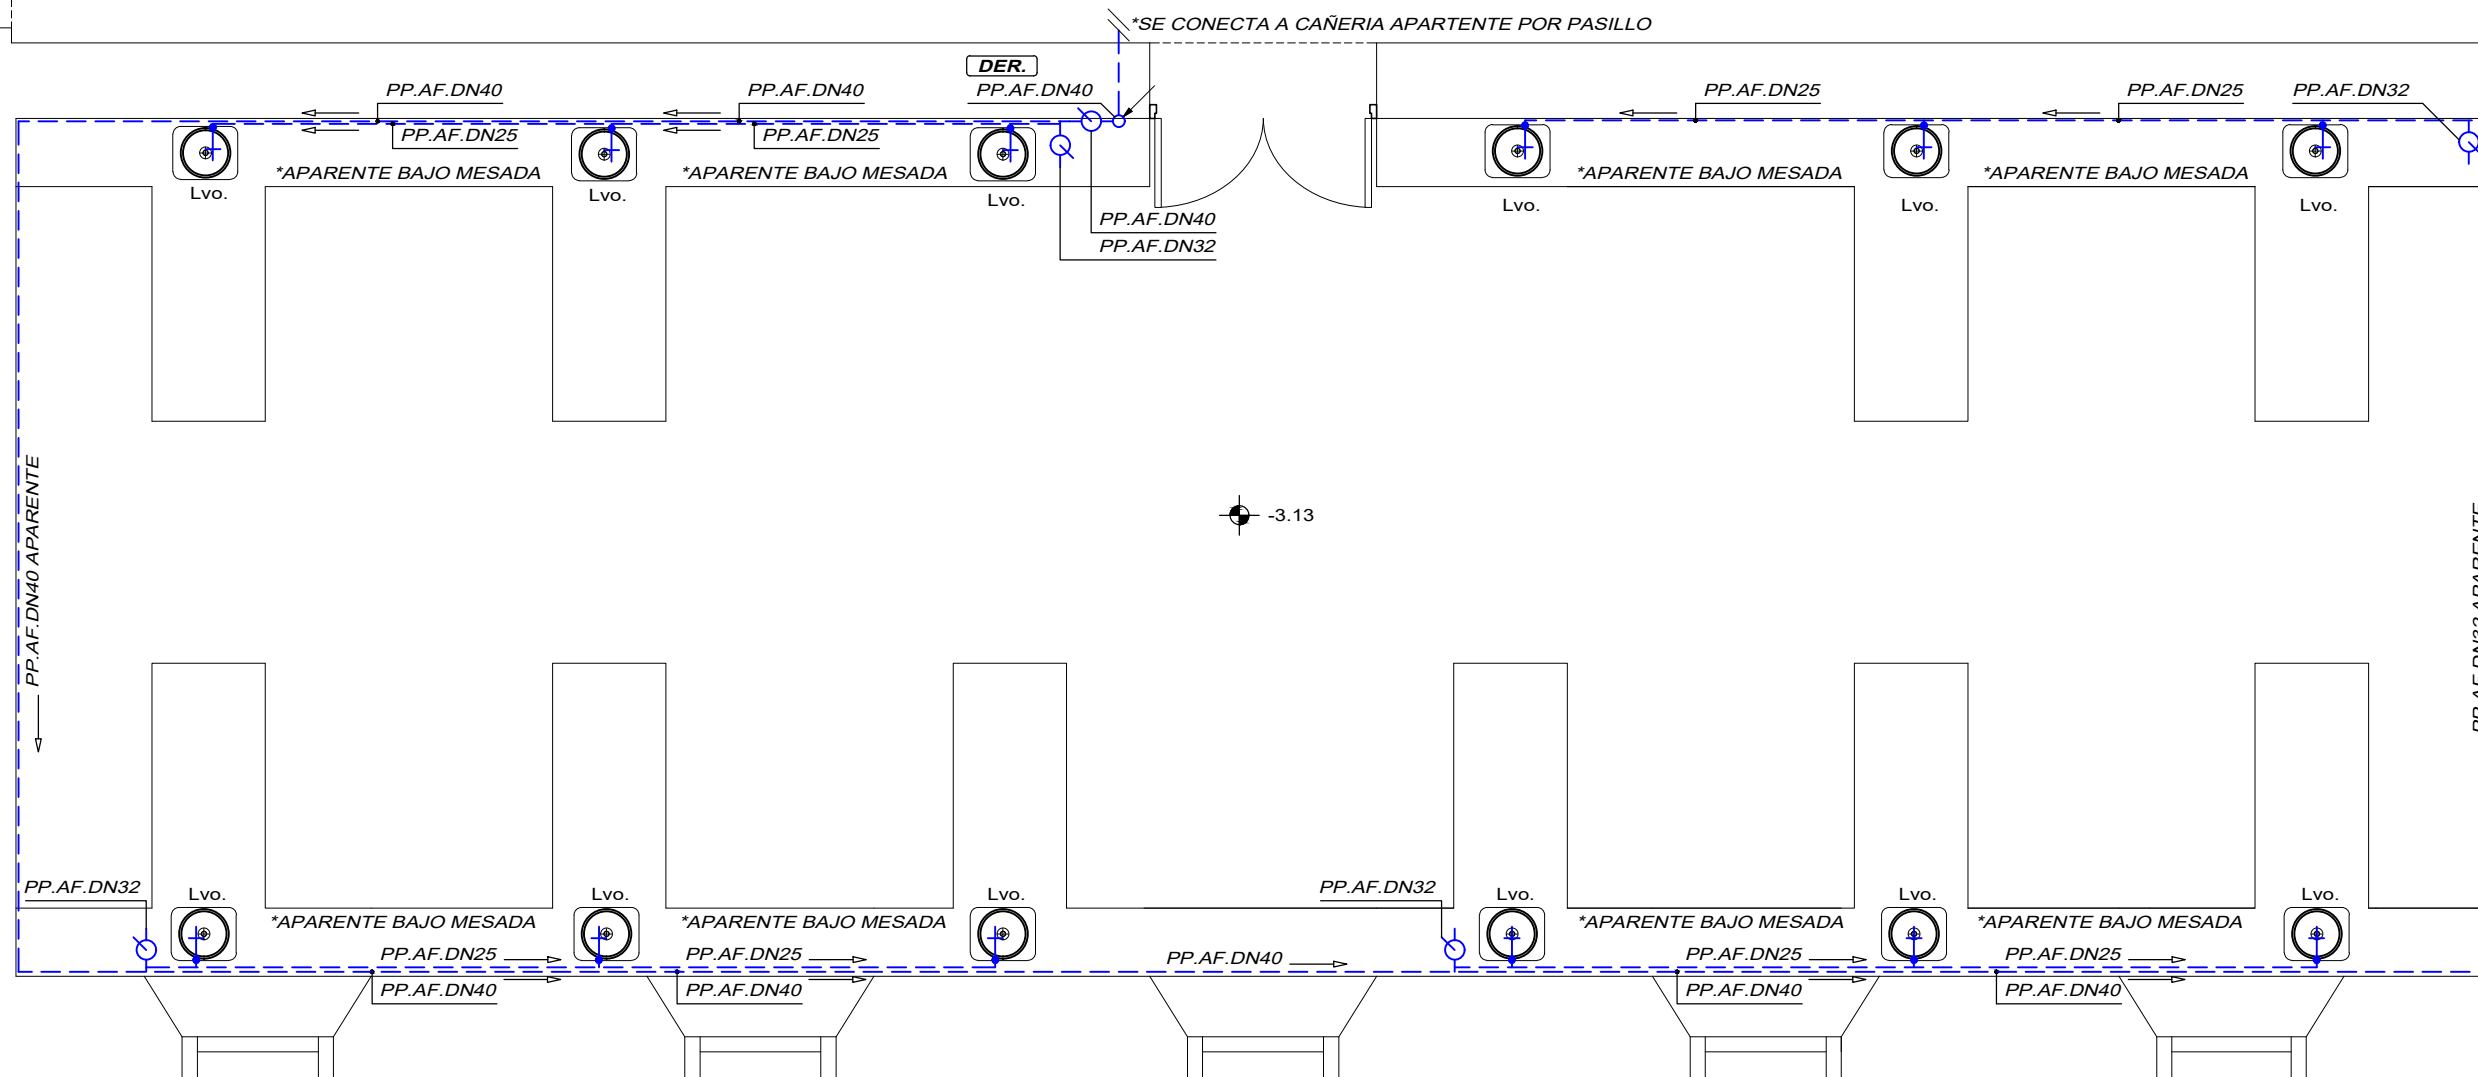 *SE CONECTA A CAÑERIA APARTENTE POR PASILLO
DER.
PP.AF.DN40
PP.AF.DN40
PP.AF.DN40
PP.AF.DN25
PP.AF.DN25
PP.AF.DN32
PP.AF.DN25
PP.AF.DN25
*APARENTE BAJO MESADA
*APARENTE BAJO MESADA
*APARENTE BAJO MESADA
*APARENTE BAJO MESADA
Lvo.
Lvo.
Lvo.
Lvo.
Lvo.
Lvo.
PP.AF.DN40
PP.AF.DN32
PP.AF.DN40 APARENTE
-3.13
PP.AF.DN32 APARENTE
PP.AF.DN32
Lvo.
Lvo.
Lvo.
PP.AF.DN32
Lvo.
Lvo.
Lvo.
*APARENTE BAJO MESADA
*APARENTE BAJO MESADA
*APARENTE BAJO MESADA
*APARENTE BAJO MESADA
PP.AF.DN25
PP.AF.DN25
PP.AF.DN40
PP.AF.DN25
PP.AF.DN25
PP.AF.DN40
PP.AF.DN40
PP.AF.DN40
PP.AF.DN40